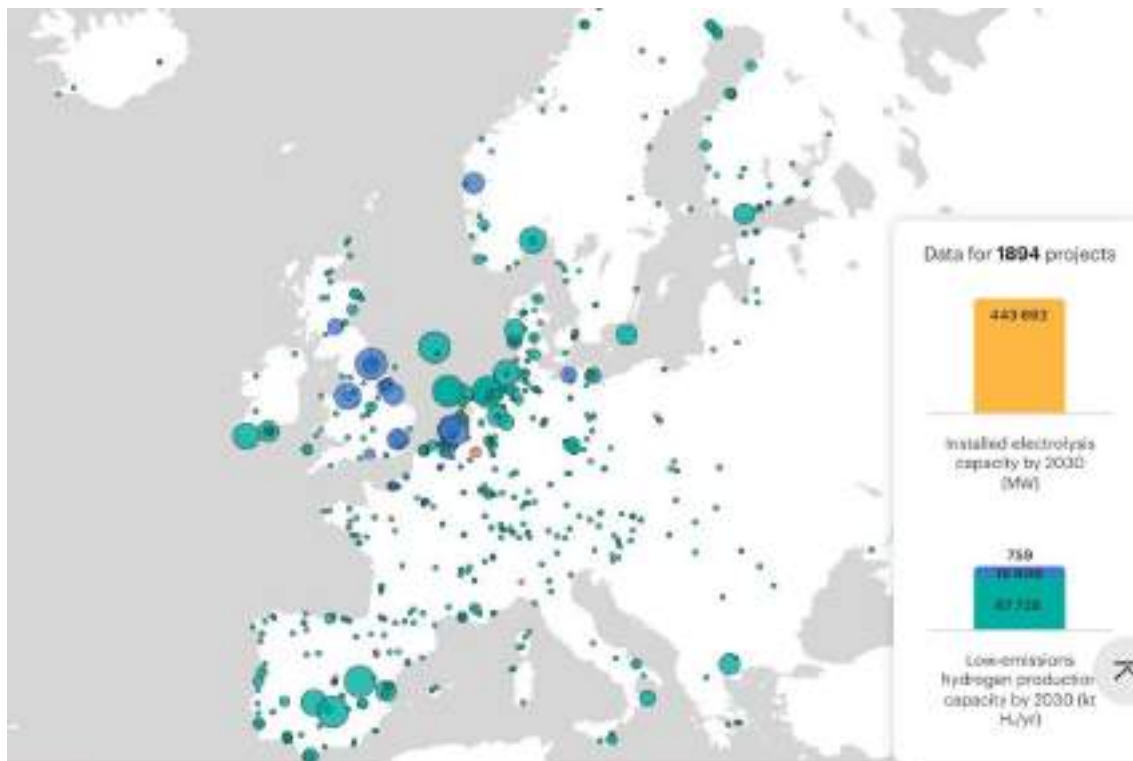 Data for 1894 projects
Installed electrolysis
capacity by 2030
(MW)
759
Low-emissions
hydrogen production
capacity by 2030 (kt
H₂/yr)